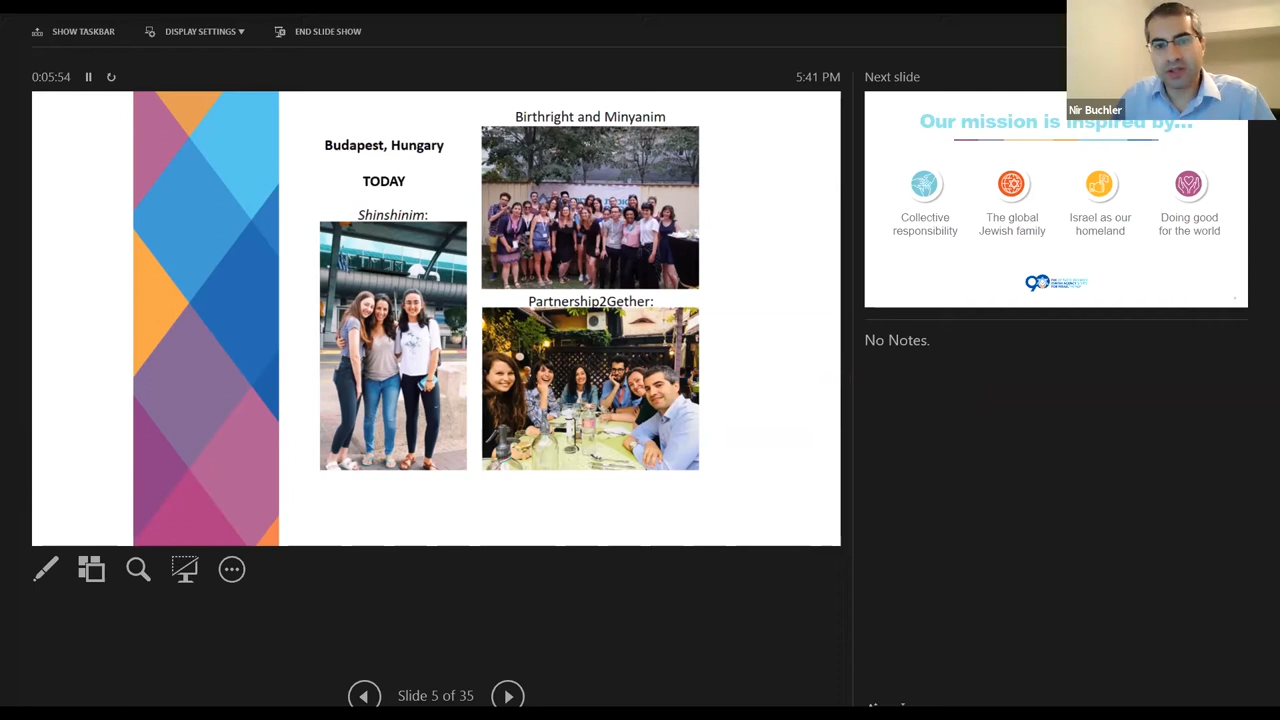 SHOW TASKBAR
DISPLAY SETTINGS ▾
END SLIDE SHOW
0:05:54
5:41 PM
Next slide
Nir Buchler
Budapest, Hungary
TODAY
Shinshinim:
Birthright and Minyanim
Partnership2Gether:
Our mission is inspired by...
Collective
responsibility
The global
Jewish family
Israel as our
homeland
Doing good
for the world
90
No Notes.
Slide 5 of 35